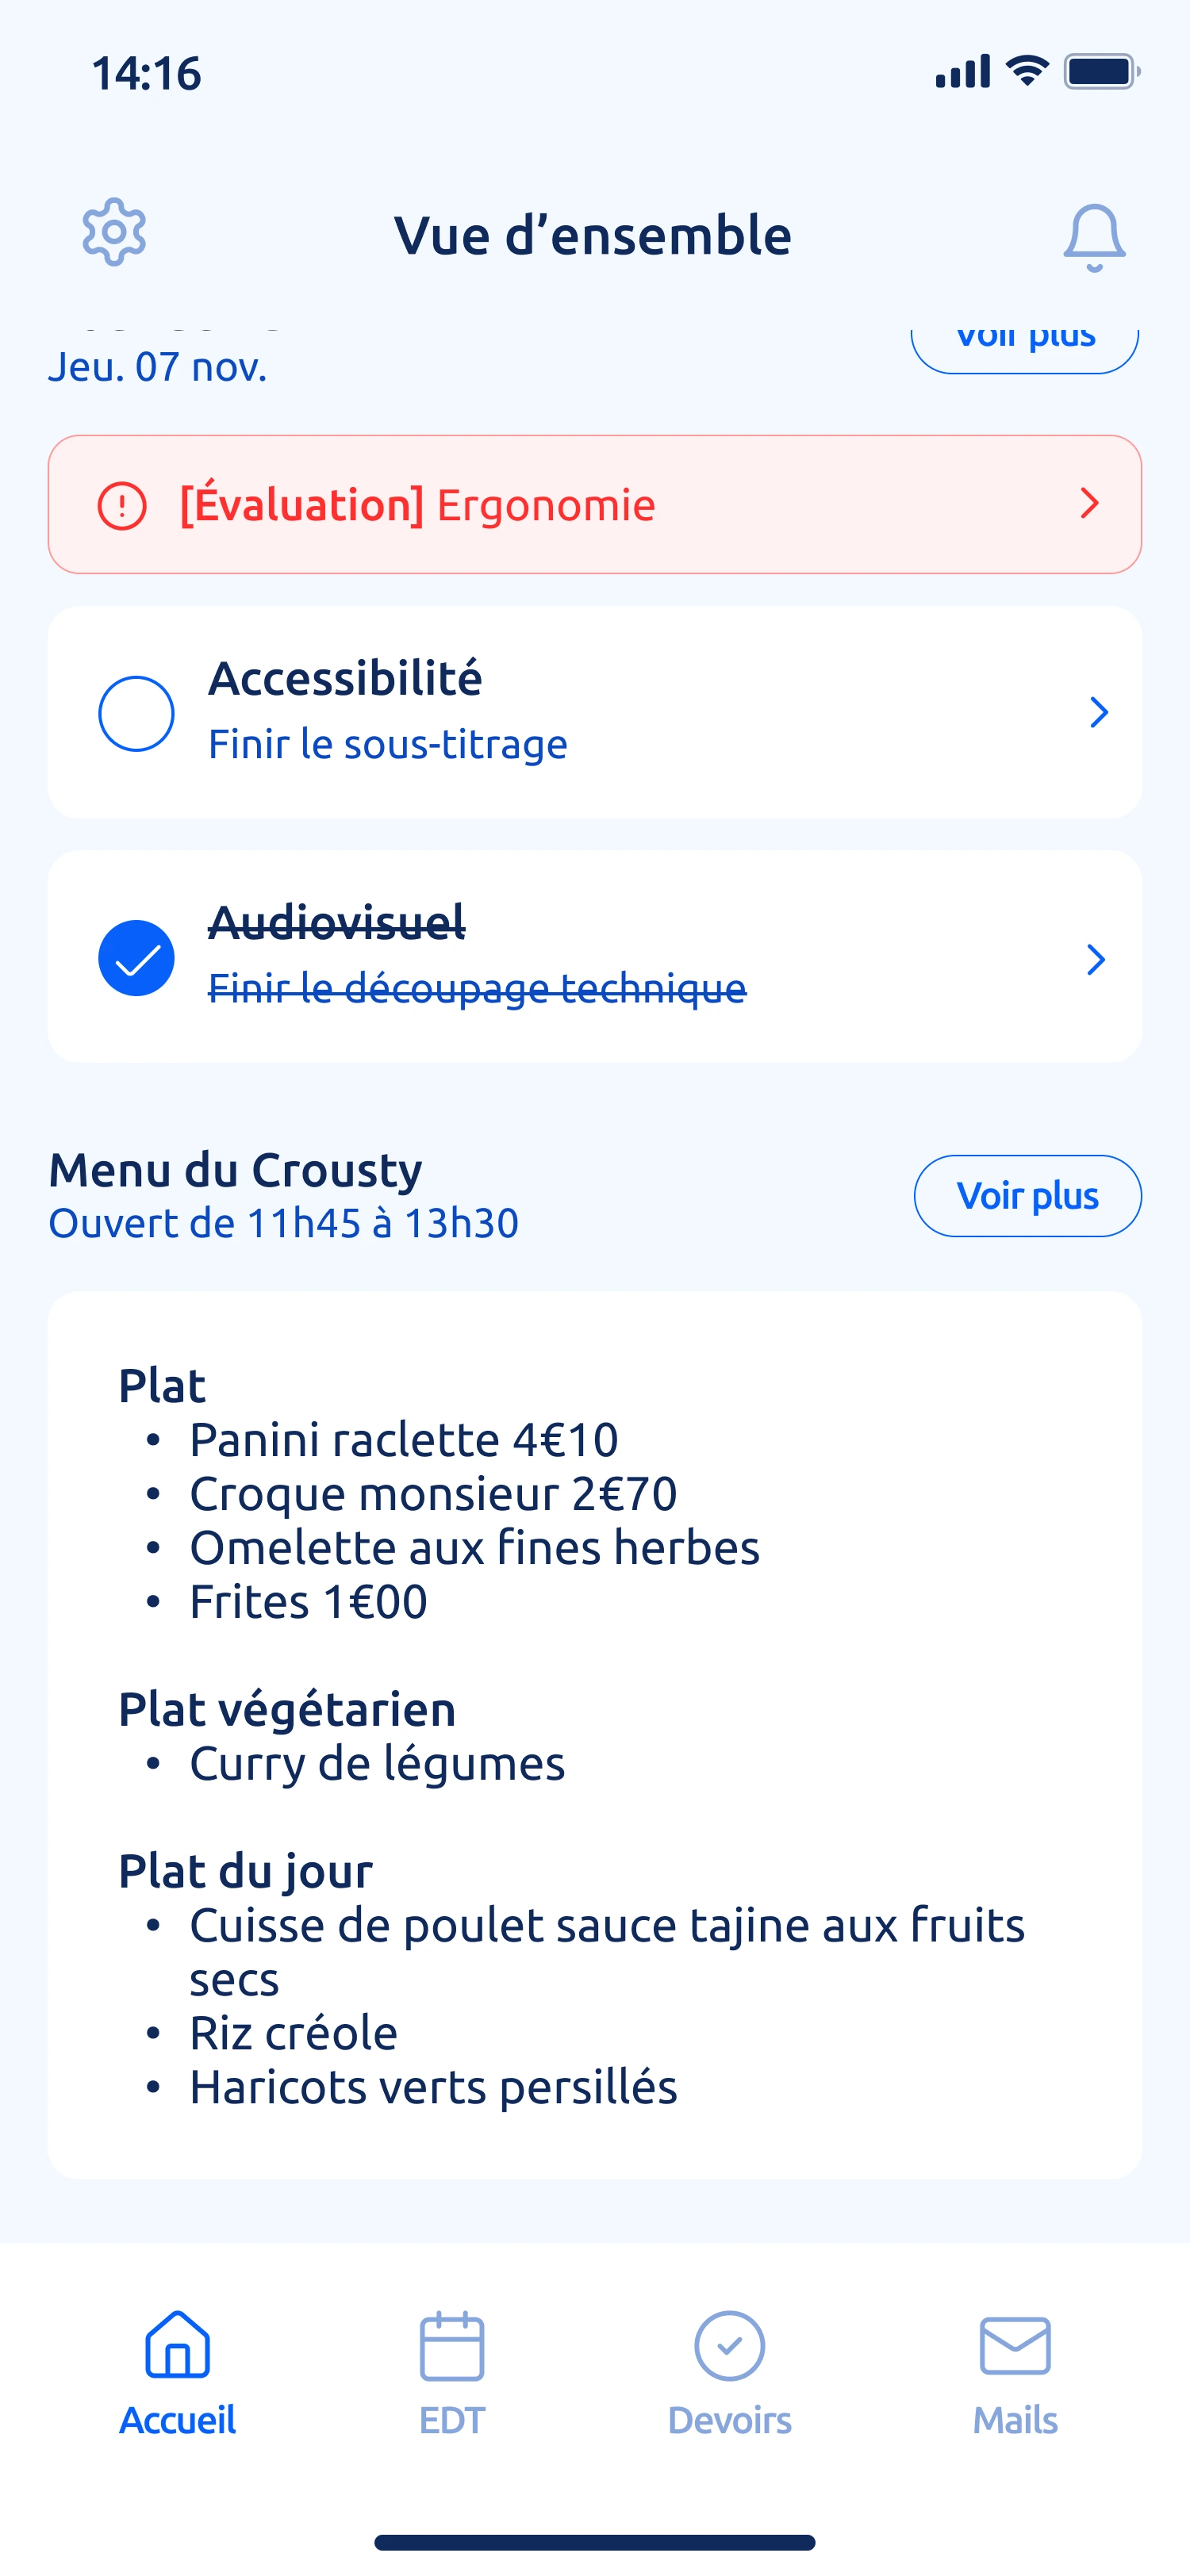 14:16
Vue d’ensemble
Voir plus
Jeu. 07 nov.
[Évaluation] Ergonomie
Accessibilité
Finir le sous-titrage
Audiovisuel
Finir le découpage technique
Menu du Crousty
Ouvert de 11h45 à 13h30
Voir plus
Plat
• Panini raclette 4€10
• Croque monsieur 2€70
• Omelette aux fines herbes
• Frites 1€00
Plat végétarien
• Curry de légumes
Plat du jour
• Cuisse de poulet sauce tajine aux fruits
secs
• Riz créole
• Haricots verts persillés
Accueil
EDT
Devoirs
Mails